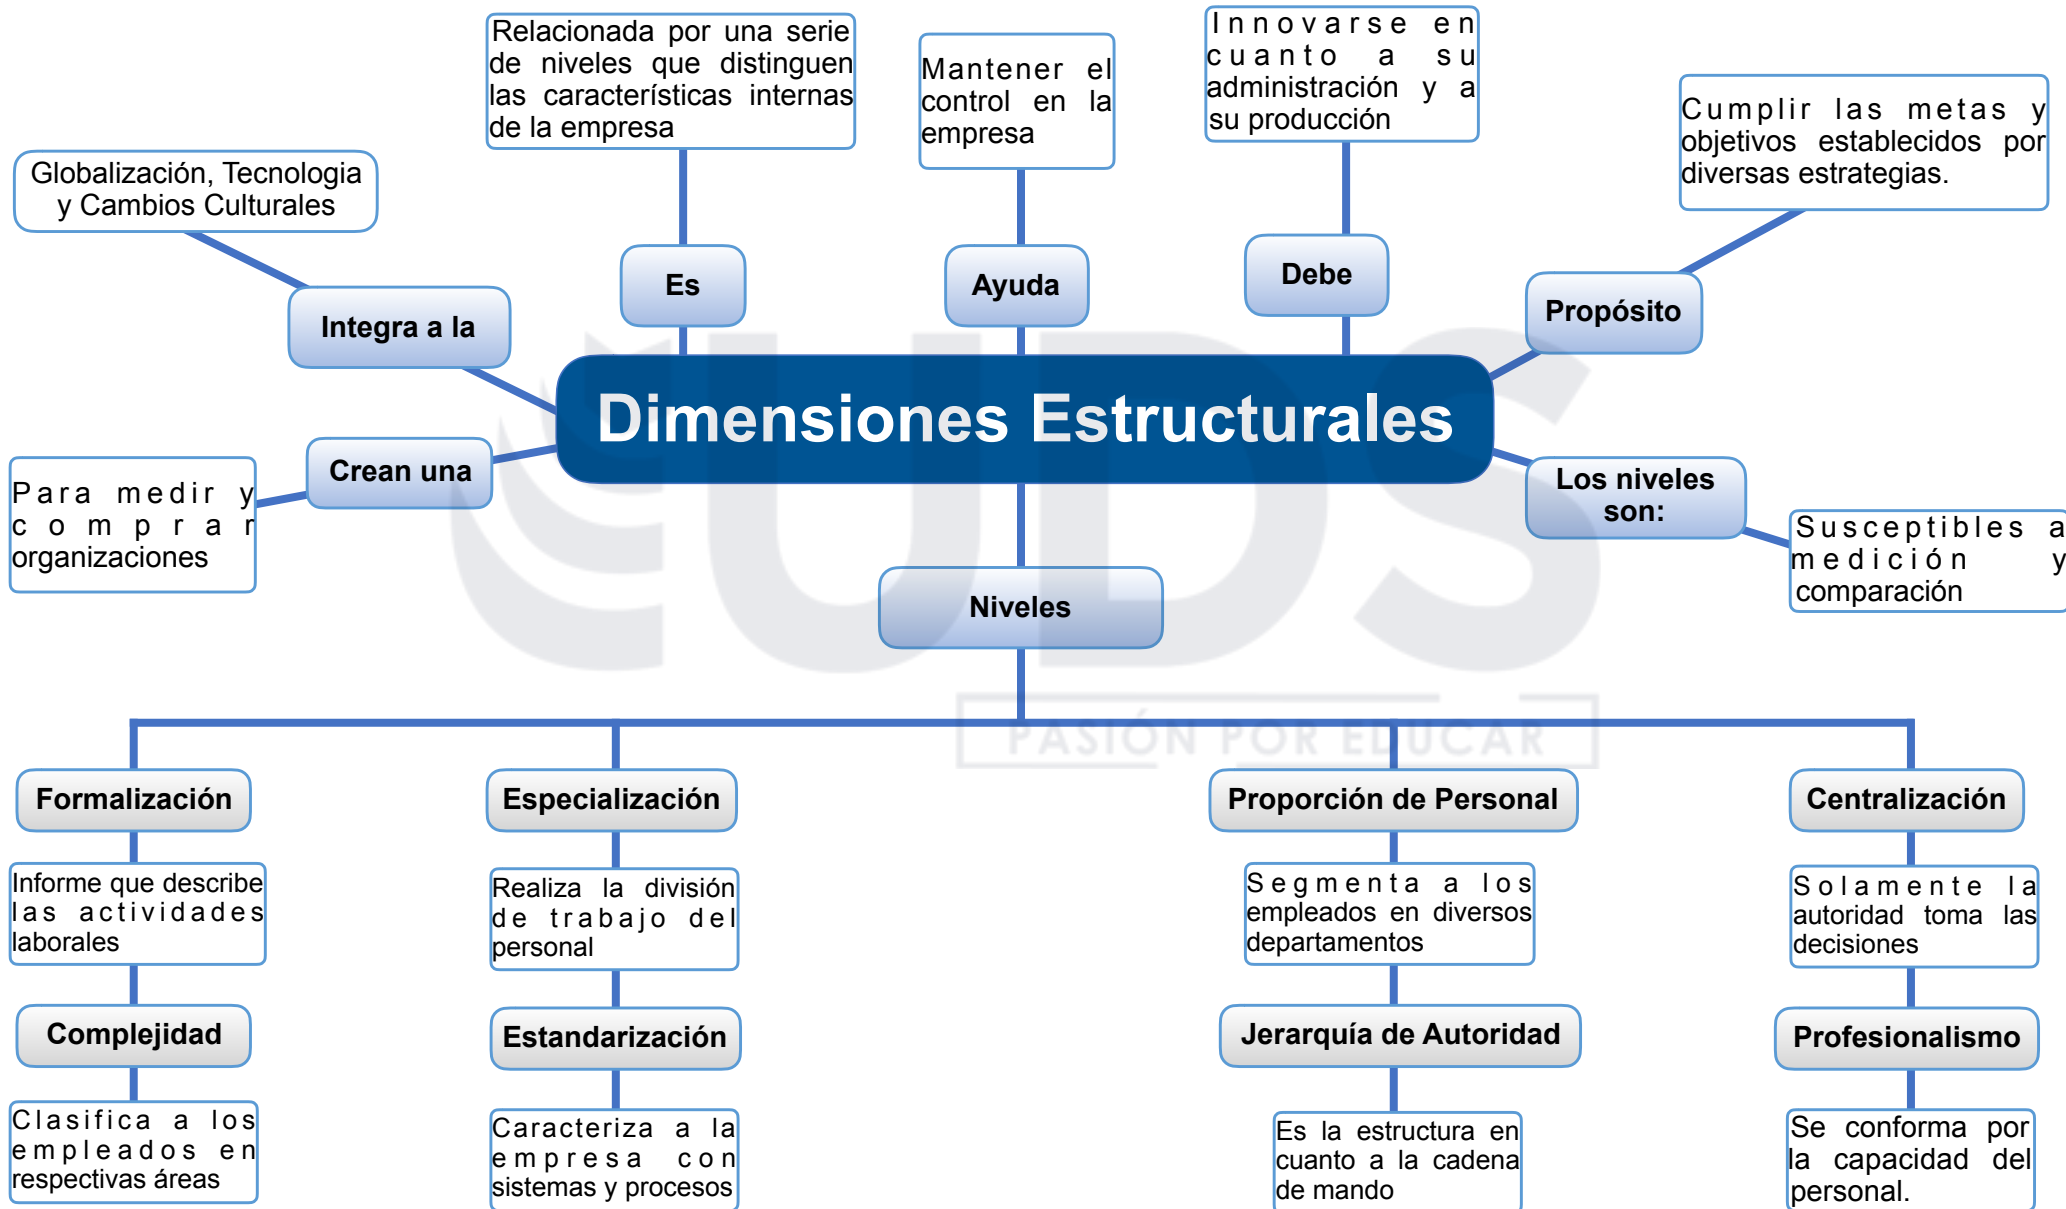 Relacionada por una serie
de niveles que distinguen
las características internas
de la empresa
Mantener el
control en la
empresa
Innovarse en
cuanto a su
administración y a
su producción
Cumplir las metas y
objetivos establecidos por
diversas estrategias.
Globalización, Tecnologia
y Cambios Culturales
Es
Ayuda
Debe
Propósito
Integra a la
Dimensiones Estructurales
Crean una
Para medir y
comprar
organizaciones
Los niveles
son:
Susceptibles a
medición y
comparación
UDS
Niveles
PASIÓN POR EDUCAR
Formalización
Especialización
Proporción de Personal
Centralización
Informe que describe
las actividades
laborales
Realiza la división
de trabajo del
personal
Segmenta a los
empleados en diversos
departamentos
Solamente la
autoridad toma las
decisiones
Complejidad
Estandarización
Jerarquía de Autoridad
Profesionalismo
Clasifica a los
empleados en
respectivas áreas
Caracteriza a la
empresa con
sistemas y procesos
Es la estructura en
cuanto a la cadena
de mando
Se conforma por
la capacidad del
personal.